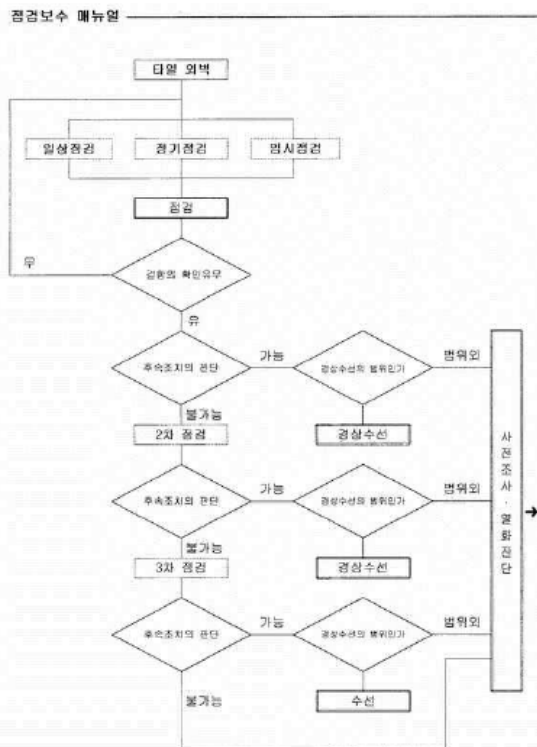 점검보수 매뉴얼
타일 외벽
일상점검 정기점검 임시점검
점검
무
결함의 확인유무
유
후속조치의 판단 가능 경상수선의 범위인가 범위외
불가능
2차 점검 경상수선
후속조치의 판단 가능 경상수선의 범위인가 범위외
불가능
3차 점검 경상수선
후속조치의 판단 가능 경상수선의 범위인가 범위외
불가능 수선
사전조사 · 열화진단